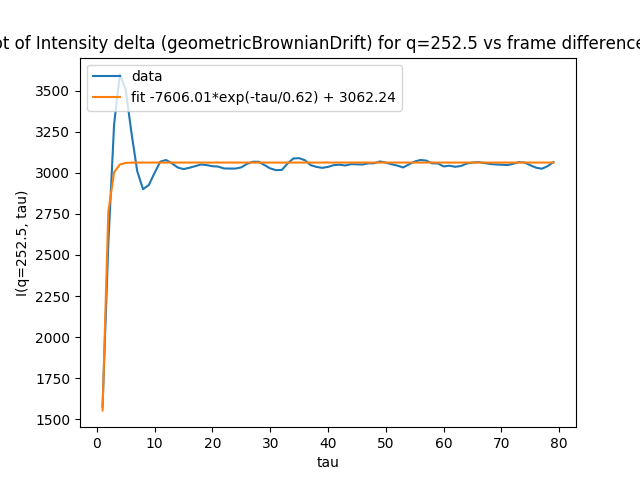 ot of Intensity delta (geometricBrownianDrift) for q=252.5 vs frame difference
data
fit -7606.01*exp(-tau/0.62) + 3062.24
I(q=252.5, tau)
3500
3250
3000
2750
2500
2250
2000
1750
1500
0 10 20 30 40 50 60 70 80
tau